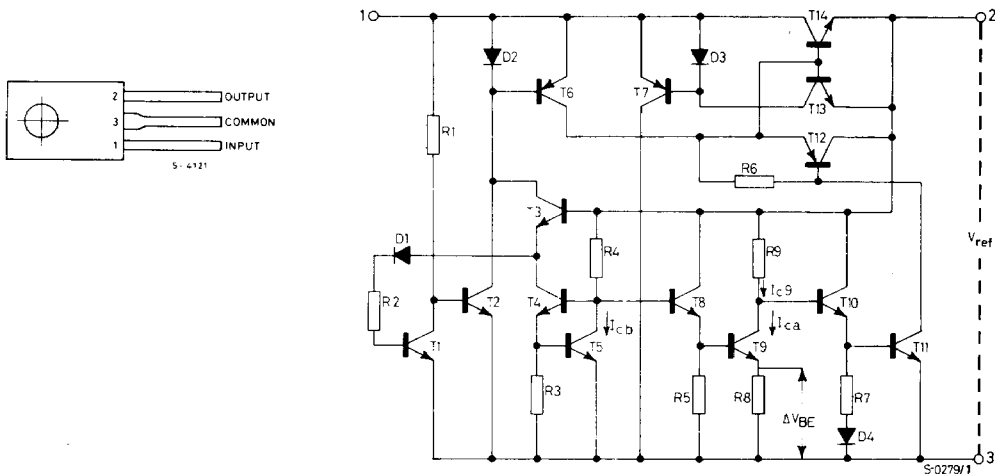 2 OUTPUT
3 COMMON
1 INPUT
S-4121
1 T14 2
D2 D3
T6 T7
T13
R1
T12
R6
T3
V ref
D1 R4 R9
Ic9
R2 T2 T4 T8 T10
Icb Ica
T1 T5 T9 T11
R3 R5 R8 ΔVBE R7
D4
3
S-0279/1